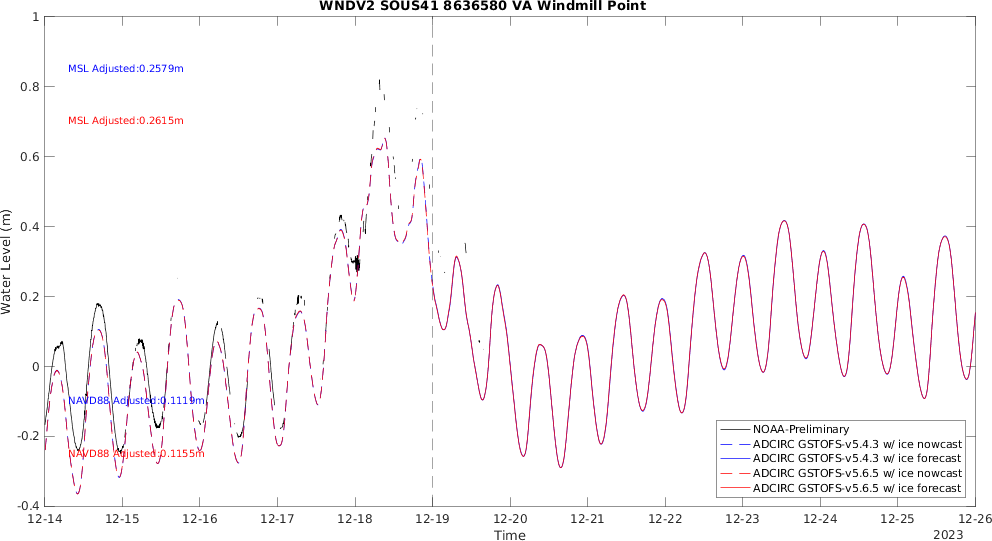 WNDV2 SOUS41 8636580 VA Windmill Point
1
0.8
0.6
0.4
0.2
0
-0.2
-0.4
Water Level (m)
MSL Adjusted:0.2579m
MSL Adjusted:0.2615m
NAVD88 Adjusted:0.1119m
NAVD88 Adjusted:0.1155m
NOAA-Preliminary
ADCIRC GSTOFS-v5.4.3 w/ ice nowcast
ADCIRC GSTOFS-v5.4.3 w/ ice forecast
ADCIRC GSTOFS-v5.6.5 w/ ice nowcast
ADCIRC GSTOFS-v5.6.5 w/ ice forecast
12-14 12-15 12-16 12-17 12-18 12-19 12-20 12-21 12-22 12-23 12-24 12-25 12-26
Time
2023